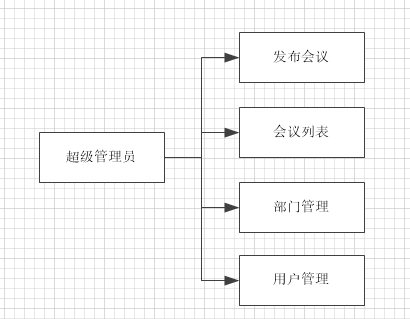 超级管理员
发布会议
会议列表
部门管理
用户管理